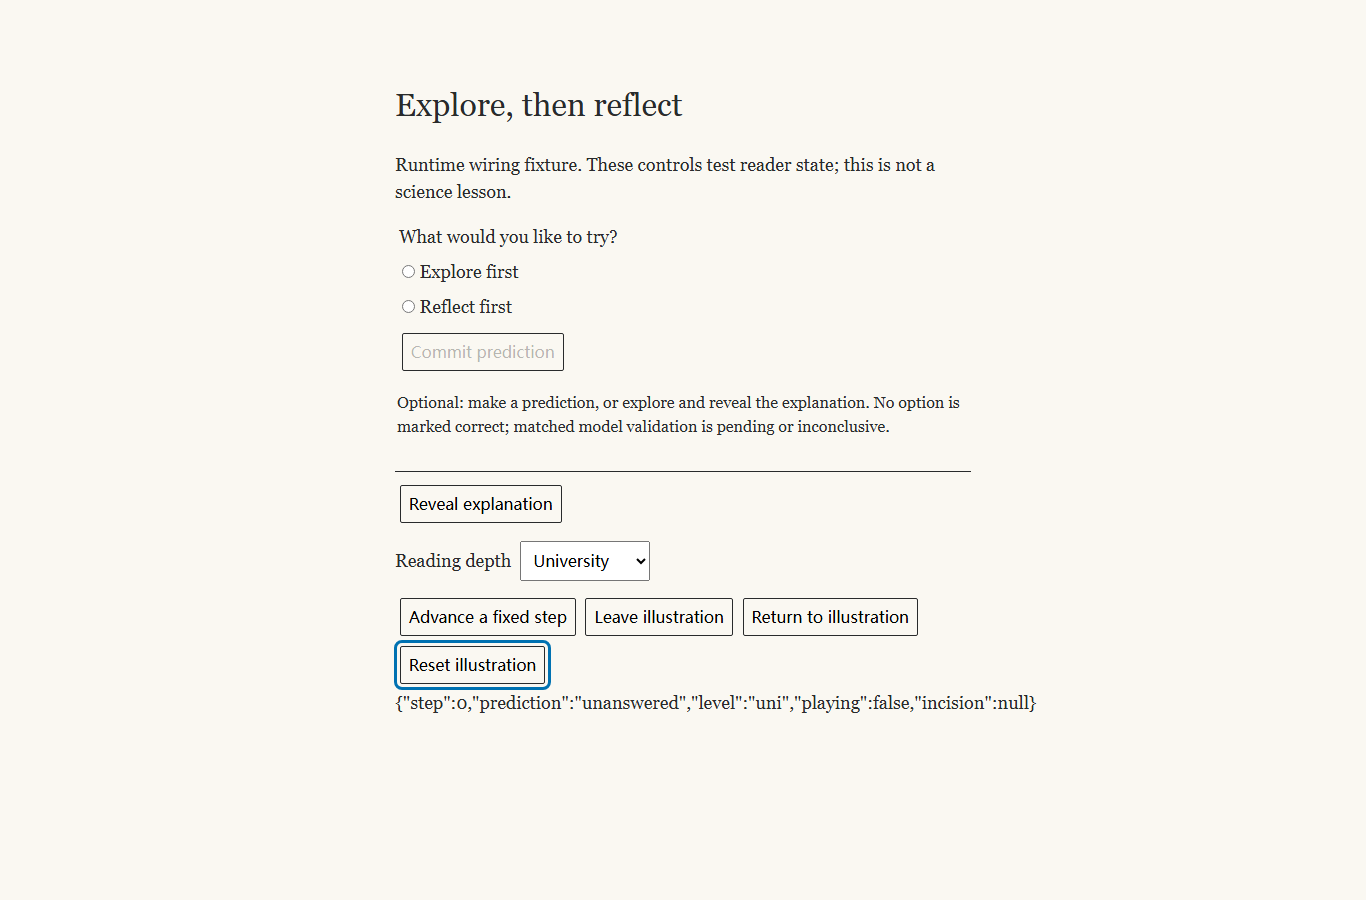 Explore, then reflect
Runtime wiring fixture. These controls test reader state; this is not a
science lesson.
What would you like to try?
Explore first
Reflect first
Commit prediction
Optional: make a prediction, or explore and reveal the explanation. No option is
marked correct; matched model validation is pending or inconclusive.
Reveal explanation
Reading depth University
Advance a fixed step Leave illustration Return to illustration
Reset illustration
{"step":0,"prediction":"unanswered","level":"uni","playing":false,"incision":null}